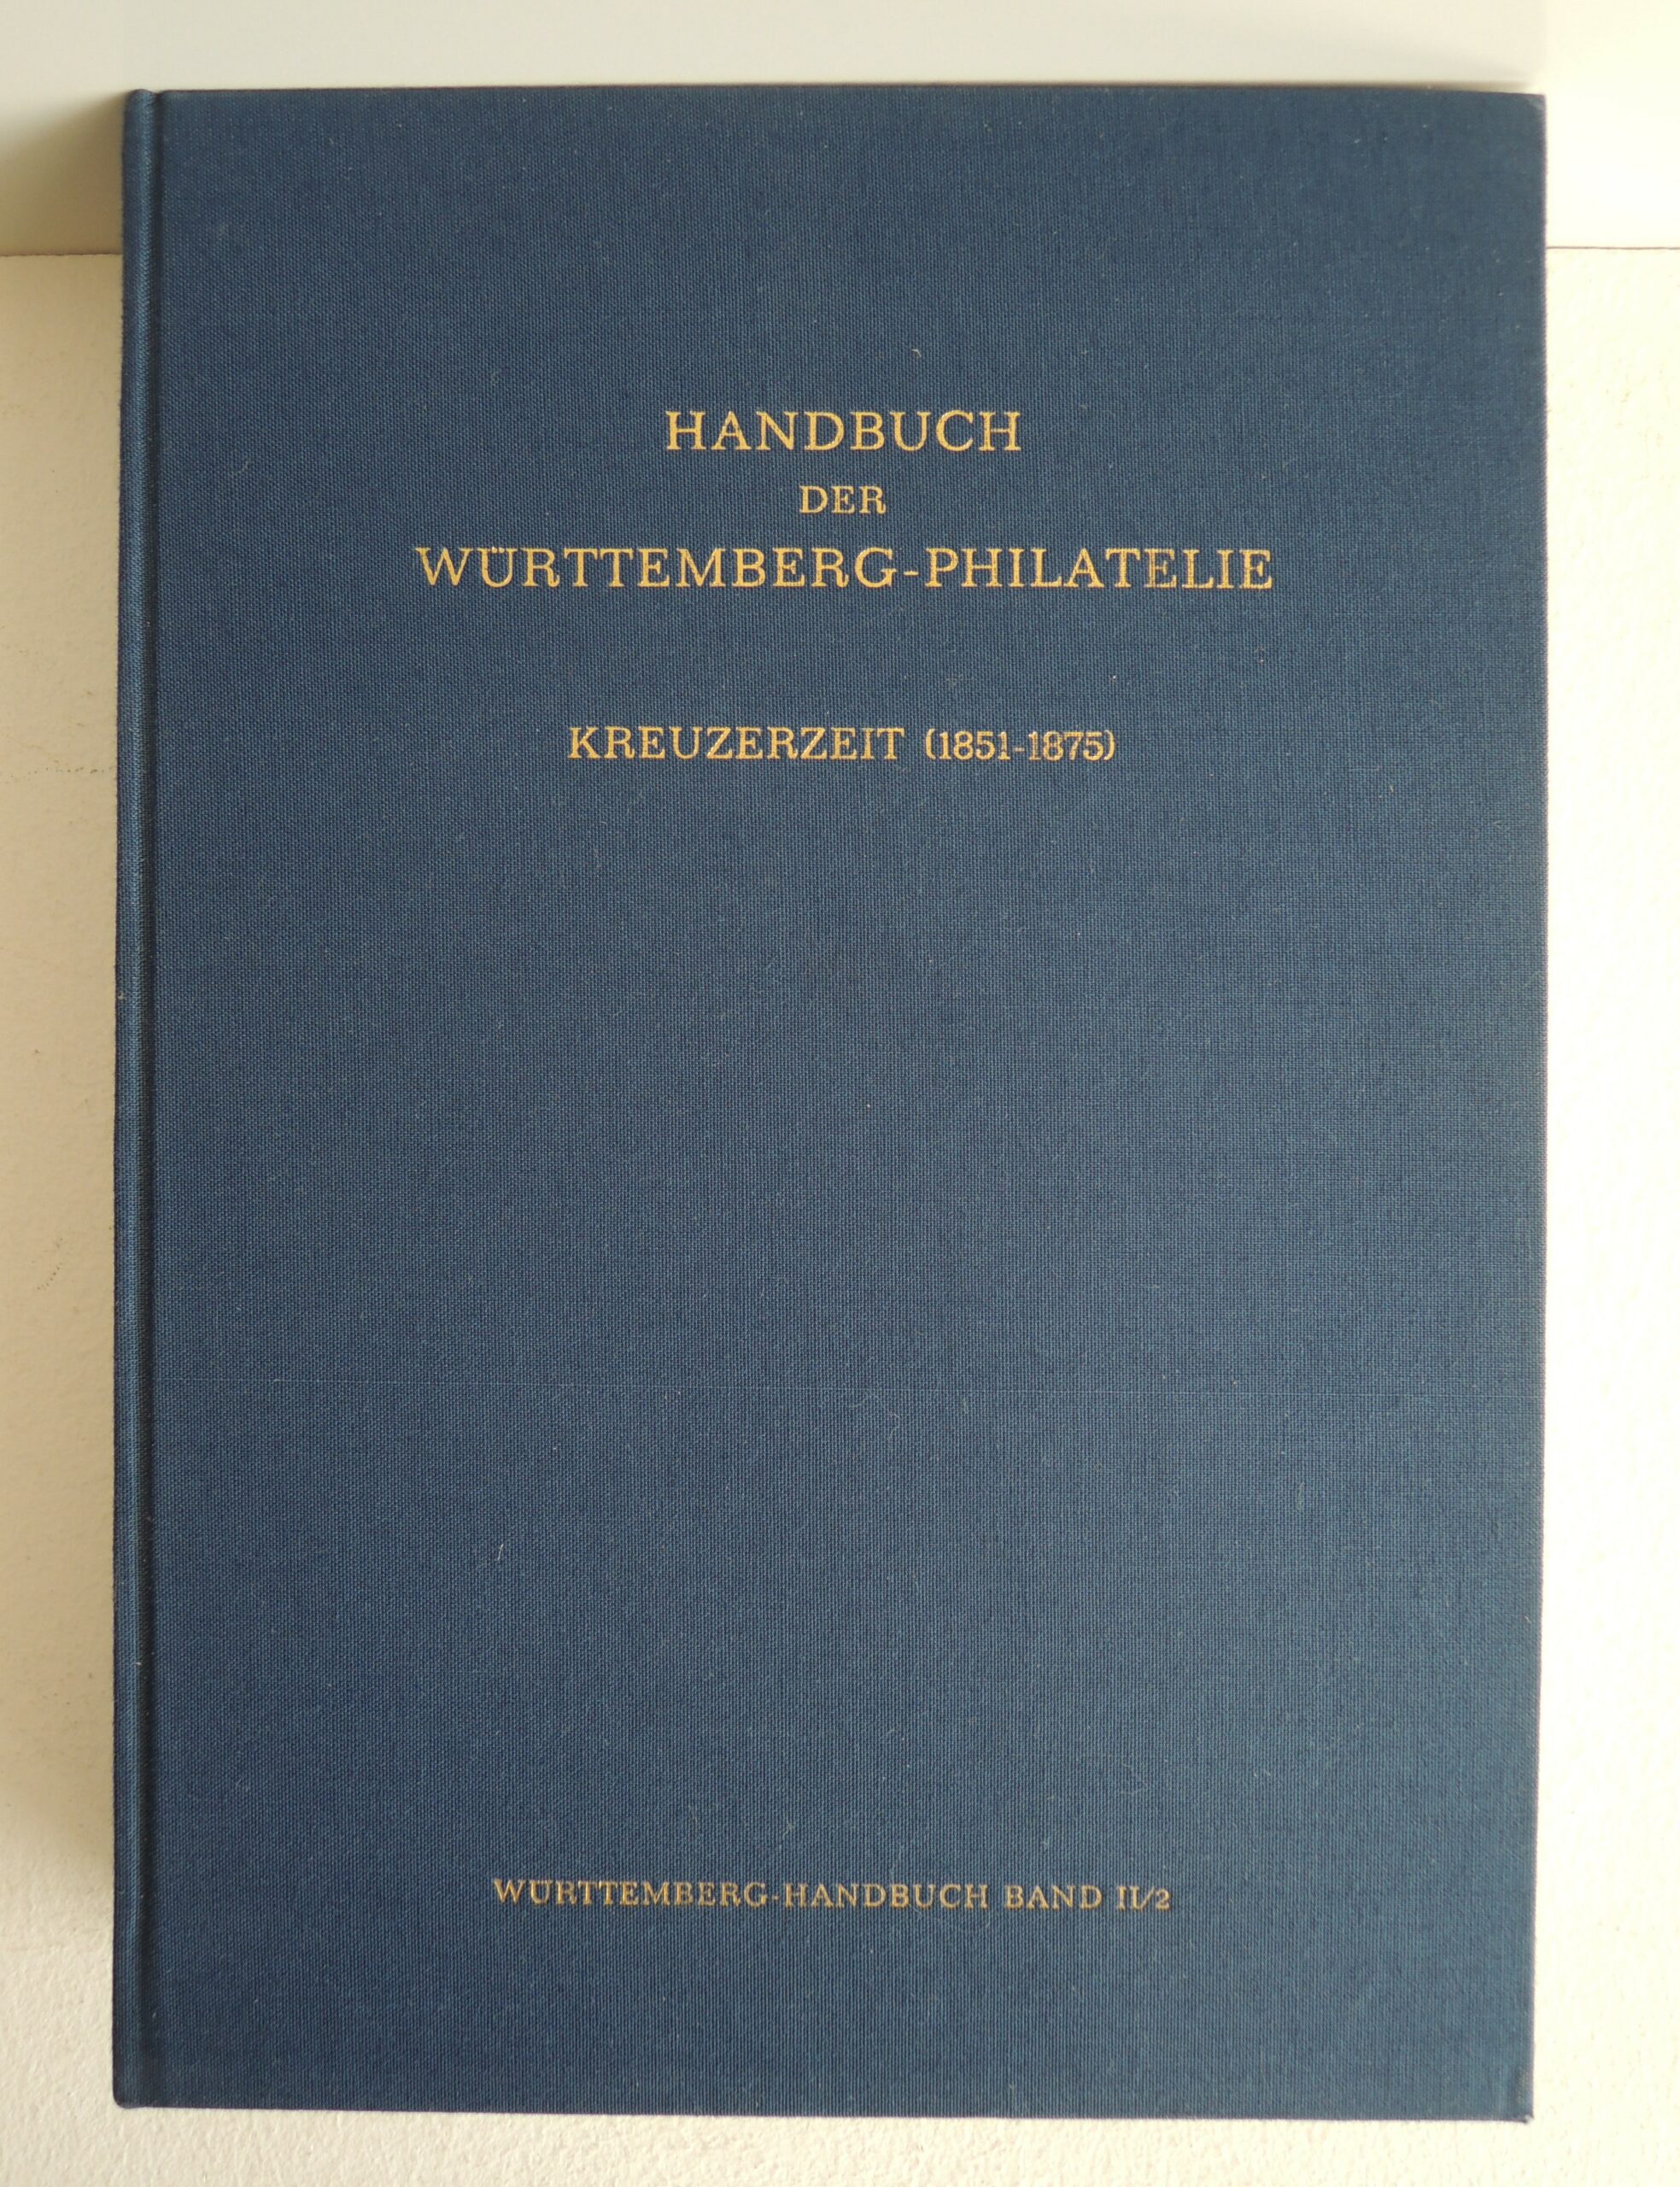 HANDBUCH
DER
WÜRTTEMBERG-PHILATELIE
KREUZERZEIT (1851-1875)
WÜRTTEMBERG-HANDBUCH BAND II/2